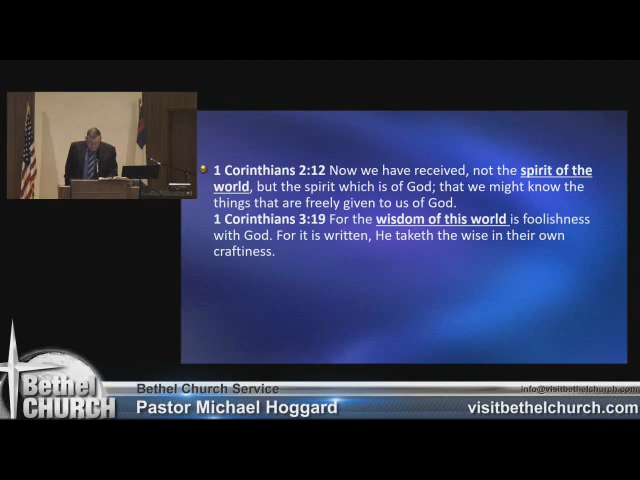 1 Corinthians 2:12 Now we have received, not the spirit of the
world, but the spirit which is of God; that we might know the
things that are freely given to us of God.
1 Corinthians 3:19 For the wisdom of this world is foolishness
with God. For it is written, He taketh the wise in their own
craftiness.
Bethel
CHURCH
Bethel Church Service
info@visitbethelchurch.com
Pastor Michael Hoggard
visitbethelchurch.com